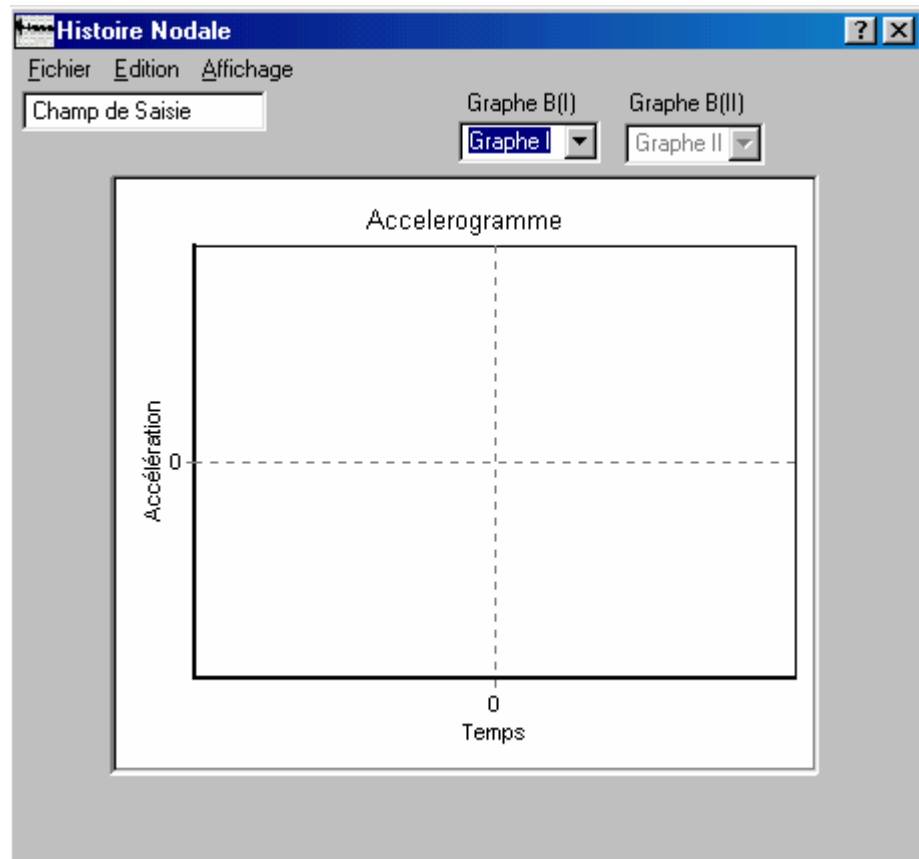 Histoire Nodale
Fichier Edition Affichage
Champ de Saisie
Graphe B(I) Graphe B(II)
Graphe I Graphe II
Accelerogramme
Accélération
0
0
Temps